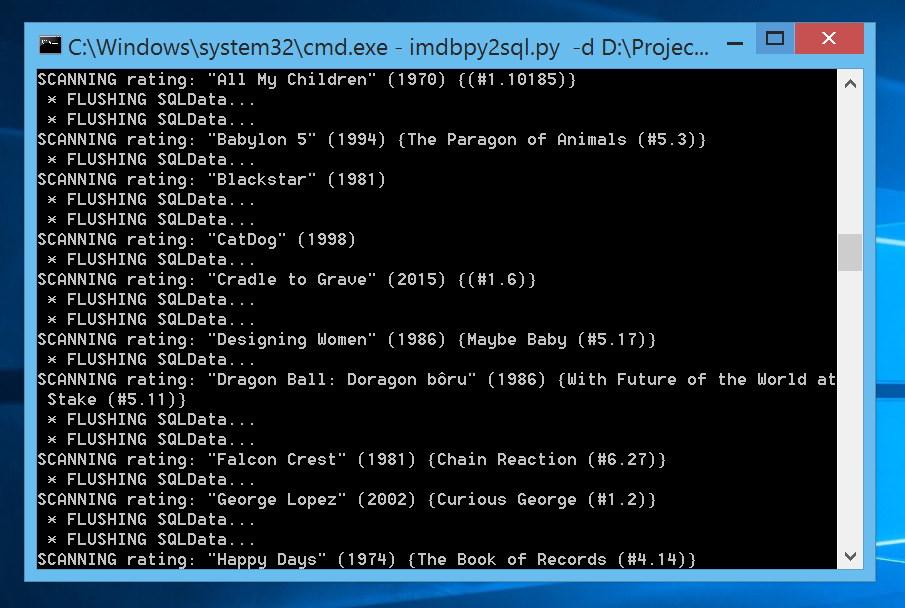 C:\Windows\system32\cmd.exe - imdbpy2sql.py  -d D:\Projec...
SCANNING rating: "All My Children" (1970) {(#1.10185)}
 * FLUSHING SQLData...
 * FLUSHING SQLData...
SCANNING rating: "Babylon 5" (1994) {The Paragon of Animals (#5.3)}
 * FLUSHING SQLData...
SCANNING rating: "Blackstar" (1981)
 * FLUSHING SQLData...
 * FLUSHING SQLData...
SCANNING rating: "CatDog" (1998)
 * FLUSHING SQLData...
SCANNING rating: "Cradle to Grave" (2015) {(#1.6)}
 * FLUSHING SQLData...
 * FLUSHING SQLData...
SCANNING rating: "Designing Women" (1986) {Maybe Baby (#5.17)}
 * FLUSHING SQLData...
SCANNING rating: "Dragon Ball: Doragon bôru" (1986) {With Future of the World at
 Stake (#5.11)}
 * FLUSHING SQLData...
 * FLUSHING SQLData...
SCANNING rating: "Falcon Crest" (1981) {Chain Reaction (#6.27)}
 * FLUSHING SQLData...
SCANNING rating: "George Lopez" (2002) {Curious George (#1.2)}
 * FLUSHING SQLData...
 * FLUSHING SQLData...
SCANNING rating: "Happy Days" (1974) {The Book of Records (#4.14)}